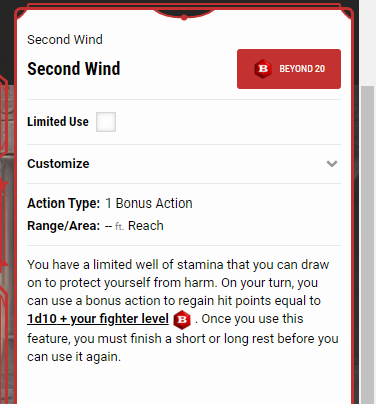 Second Wind
Second Wind
B BEYOND 20
Limited Use
Customize
Action Type: 1 Bonus Action
Range/Area: -- ft. Reach
You have a limited well of stamina that you can draw
on to protect yourself from harm. On your turn, you
can use a bonus action to regain hit points equal to
1d10 + your fighter level B . Once you use this
feature, you must finish a short or long rest before you
can use it again.